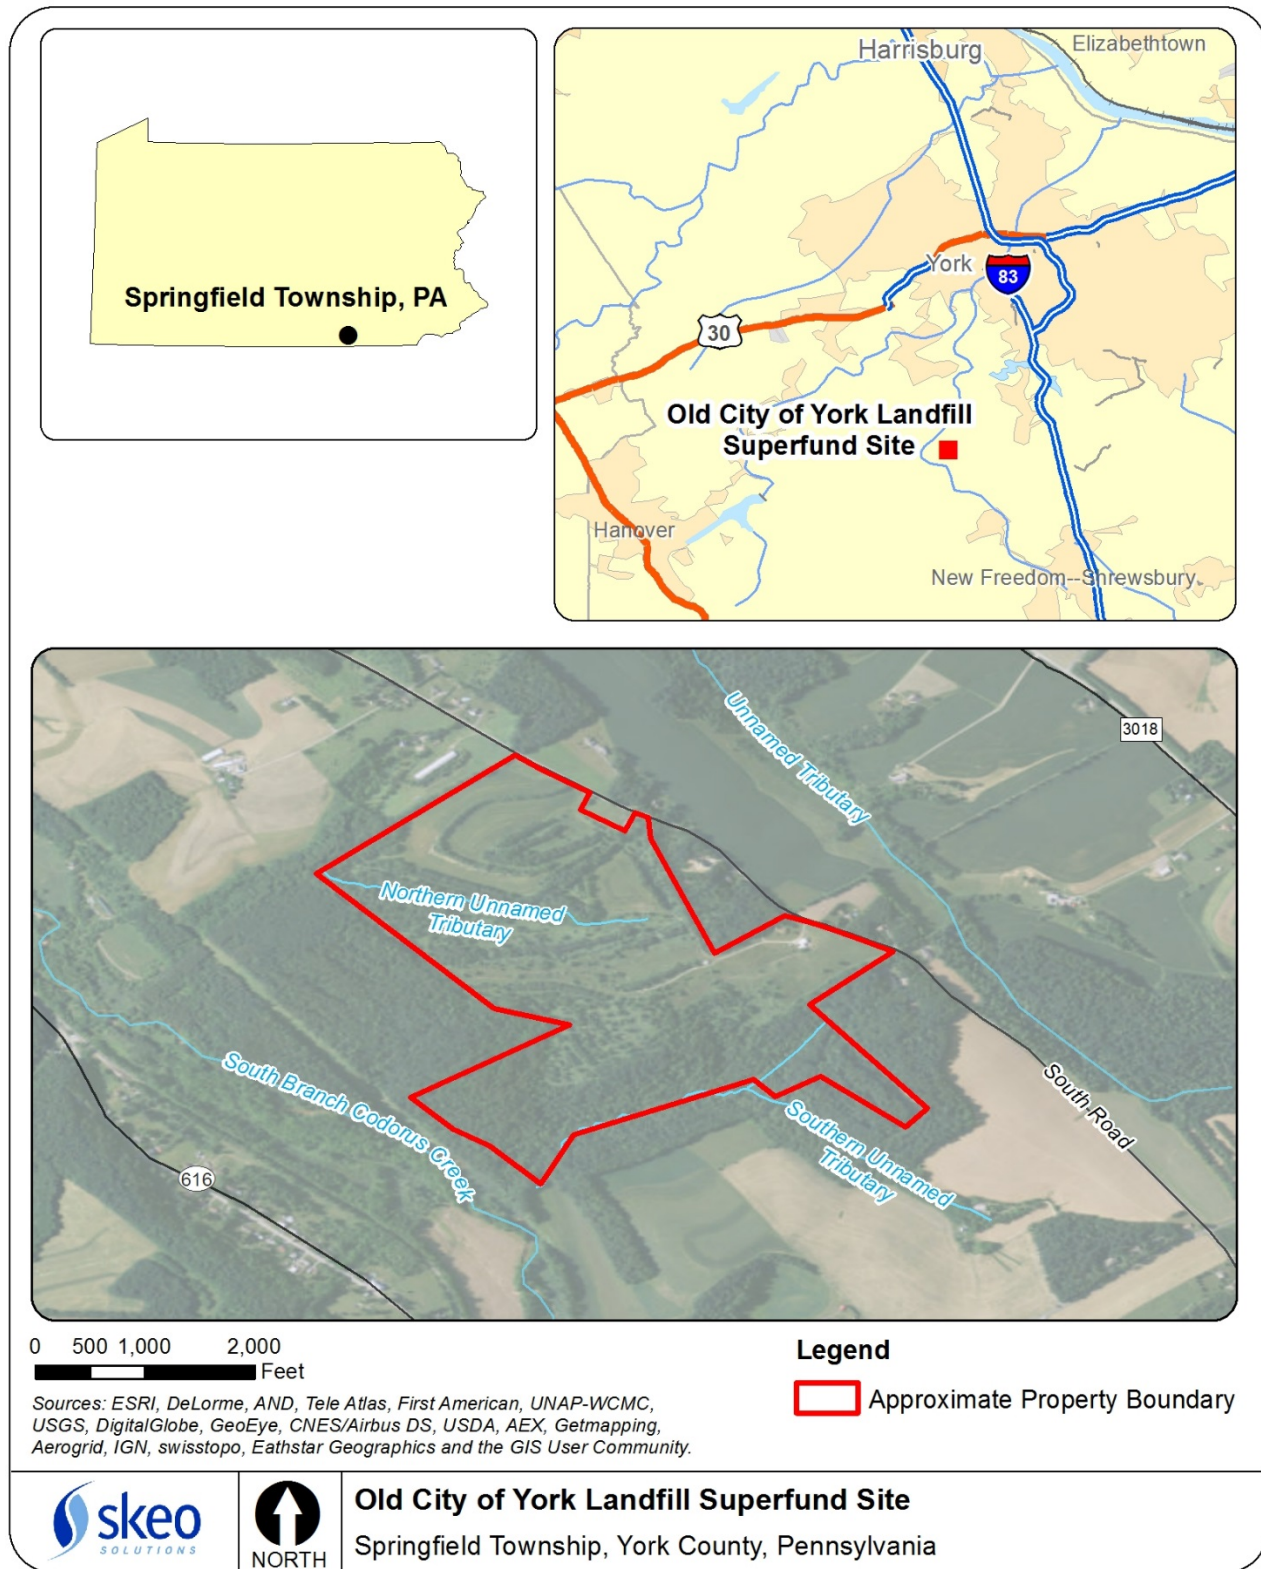 Springfield Township, PA
Harrisburg
Elizabethtown
York
83
30
Old City of York Landfill
Superfund Site
Hanover
New Freedom--Shrewsbury
Unnamed Tributary
3018
Northern Unnamed
Tributary
South Branch Codorus Creek
South Road
Southern Unnamed
Tributary
616
0 500 1,000 2,000
Feet
Legend
Approximate Property Boundary
Sources: ESRI, DeLorme, AND, Tele Atlas, First American, UNAP-WCMC,
USGS, DigitalGlobe, GeoEye, CNES/Airbus DS, USDA, AEX, Getmapping,
Aerogrid, IGN, swisstopo, Eathstar Geographics and the GIS User Community.
skeo
SOLUTIONS
NORTH
Old City of York Landfill Superfund Site
Springfield Township, York County, Pennsylvania